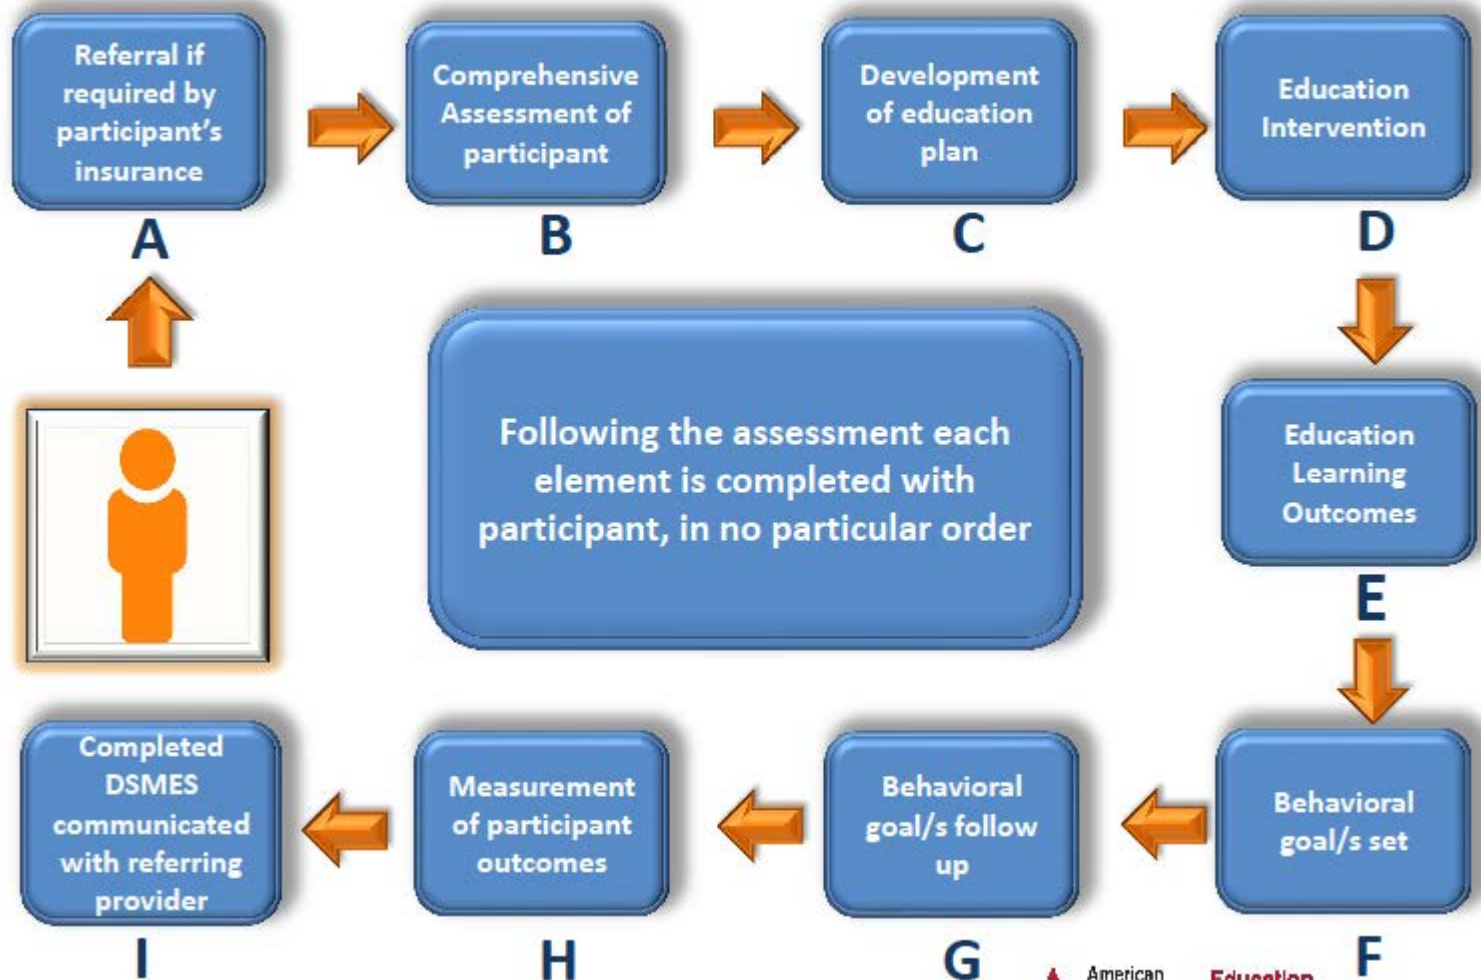 Referral if
required by
participant's
insurance
A
Comprehensive
Assessment of
participant
B
Development
of education
plan
C
Education
Intervention
D
Following the assessment each
element is completed with
participant, in no particular order
Education
Learning
Outcomes
E
Completed
DSMES
communicated
with referring
provider
I
Measurement
of participant
outcomes
H
Behavioral
goal/s follow
up
G
Behavioral
goal/s set
F
American
Education